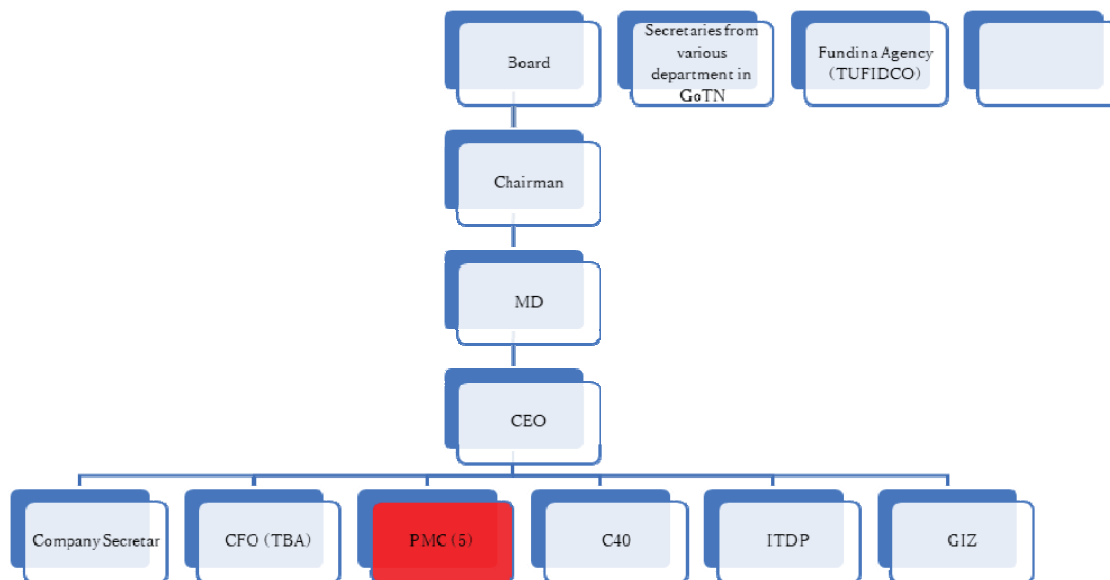 Board
Secretaries from
various
department in
GoTN
Fundina Agency
(TUFIDCO)
Chairman
MD
CEO
Company Secretar
CFO (TBA)
PMC (5)
C40
ITDP
GIZ